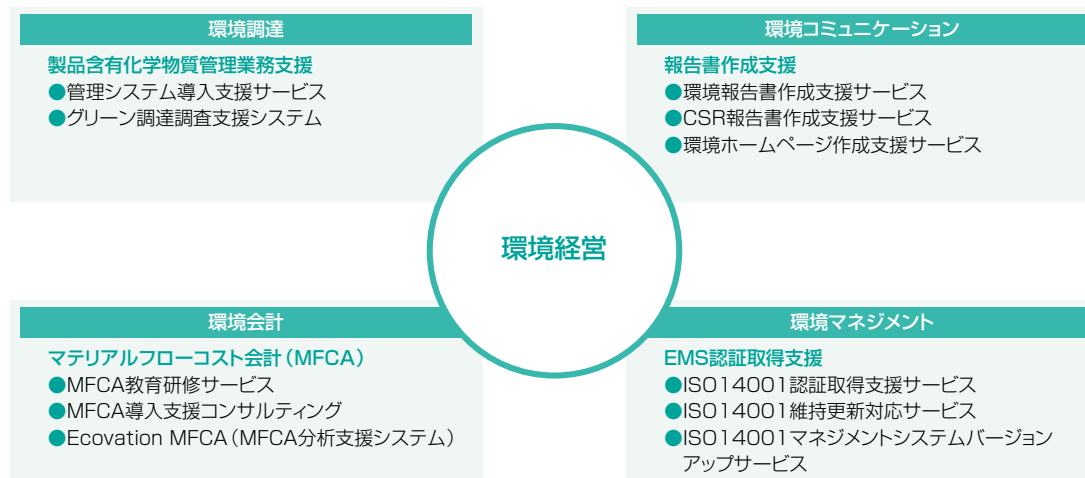 環境調達
製品含有化学物質管理業務支援
●管理システム導入支援サービス
●グリーン調達調査支援システム
環境コミュニケーション
報告書作成支援
●環境報告書作成支援サービス
●CSR報告書作成支援サービス
●環境ホームページ作成支援サービス
環境経営
環境会計
マテリアルフローコスト会計（MFCA）
●MFCA教育研修サービス
●MFCA導入支援コンサルティング
●Ecovation MFCA（MFCA分析支援システム）
環境マネジメント
EMS認証取得支援
●ISO14001認証取得支援サービス
●ISO14001維持更新対応サービス
●ISO14001マネジメントシステムバージョン
アップサービス